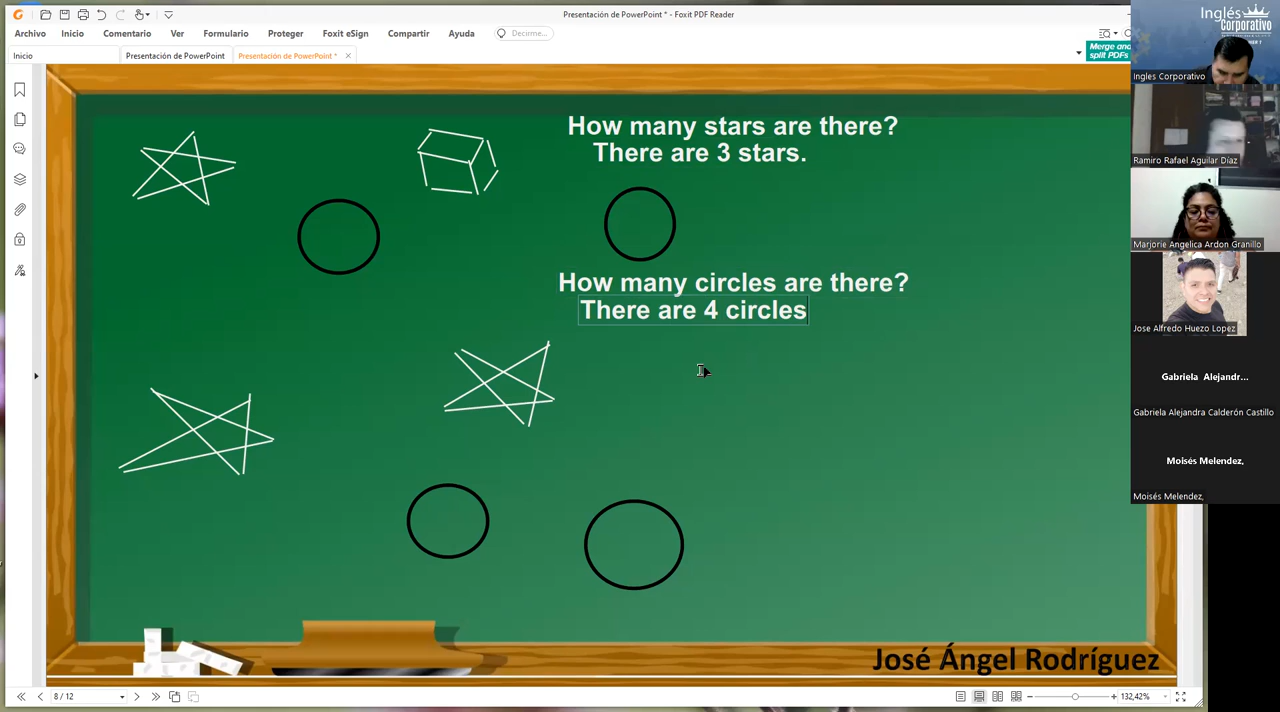 Presentación de PowerPoint * - Foxit PDF Reader
Archivo Inicio Comentario Ver Formulario Proteger Foxit eSign Compartir Ayuda Decirme...
Inicio Presentación de PowerPoint Presentación de PowerPoint *
Merge and
split PDFs
How many stars are there?
There are 3 stars.
How many circles are there?
There are 4 circles
José Ángel Rodríguez
8 / 12
132,42%
Inglés
Corporativo
Ingles Corporativo
Ramiro Rafael Aguilar Díaz
Marjorie Angelica Ardon Granillo
Jose Alfredo Huezo Lopez
Gabriela Alejandr...
Gabriela Alejandra Calderón Castillo
Moisés Melendez,
Moisés Melendez,